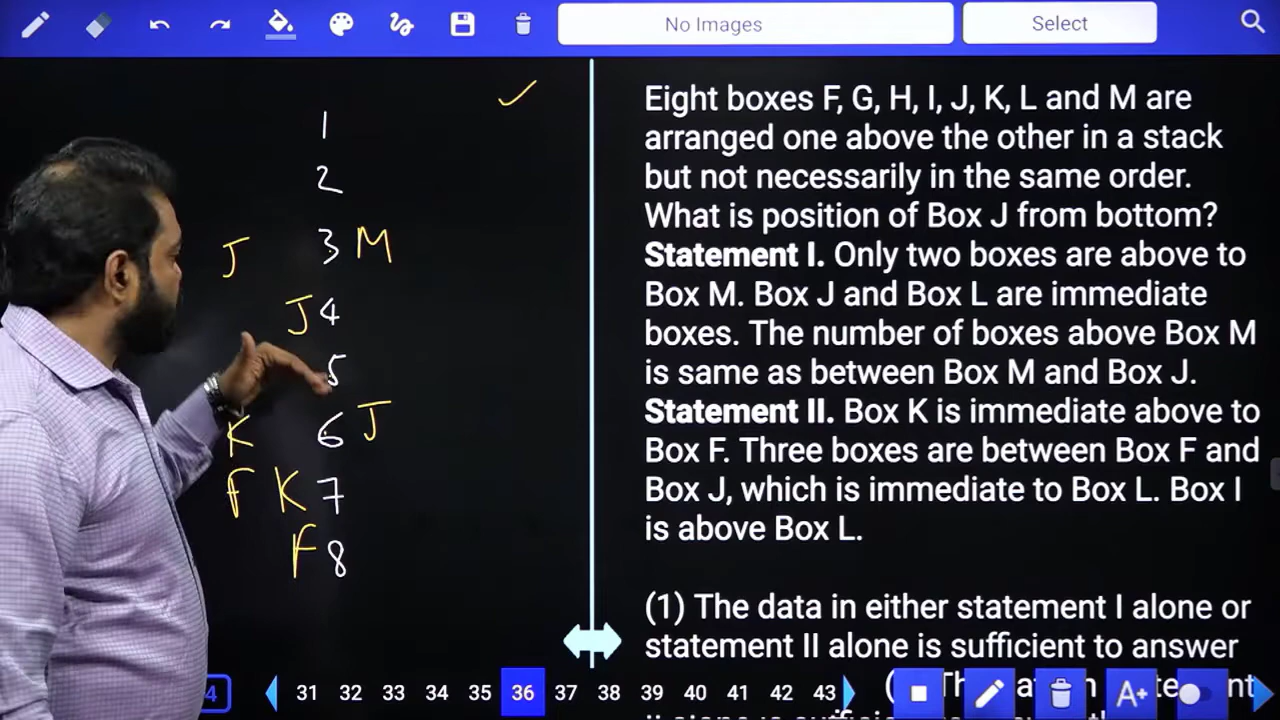 No Images
Select
1
2
J 3 M
J 4
5
K 6 J
F K 7
F 8
Eight boxes F, G, H, I, J, K, L and M are
arranged one above the other in a stack
but not necessarily in the same order.
What is position of Box J from bottom?
Statement I. Only two boxes are above to
Box M. Box J and Box L are immediate
boxes. The number of boxes above Box M
is same as between Box M and Box J.
Statement II. Box K is immediate above to
Box F. Three boxes are between Box F and
Box J, which is immediate to Box L. Box I
is above Box L.
(1) The data in either statement I alone or
statement II alone is sufficient to answer
4 31 32 33 34 35 36 37 38 39 40 41 42 43
A+